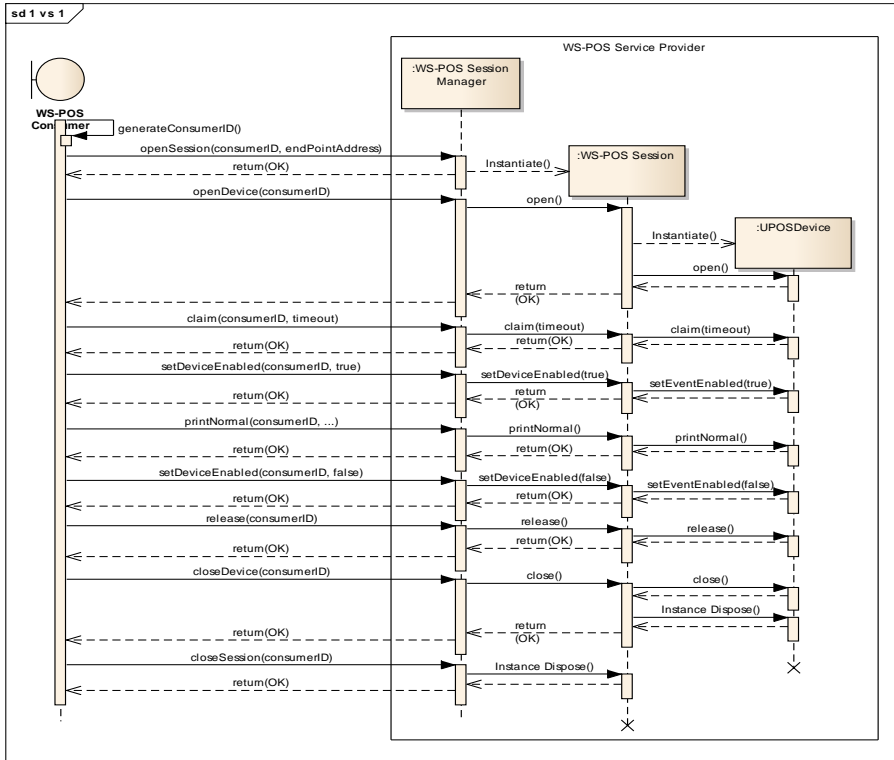 sd 1 vs 1
WS-POS Service Provider
:WS-POS Session
Manager
WS-POS
Consumer
generateConsumerID()
openSession(consumerID, endPointAddress)
return(OK)
Instantiate()
:WS-POS Session
openDevice(consumerID)
open()
Instantiate()
:UPOSDevice
open()
return
(OK)
claim(consumerID, timeout)
claim(timeout)
claim(timeout)
return(OK)
return(OK)
setDeviceEnabled(consumerID, true)
setDeviceEnabled(true)
setEventEnabled(true)
return(OK)
return
(OK)
printNormal(consumerID, ...)
printNormal()
printNormal()
return(OK)
return(OK)
setDeviceEnabled(consumerID, false)
setDeviceEnabled(false)
setEventEnabled(false)
return(OK)
return(OK)
release(consumerID)
release()
release()
return(OK)
return(OK)
closeDevice(consumerID)
close()
close()
Instance Dispose()
return(OK)
return
(OK)
closeSession(consumerID)
Instance Dispose()
return(OK)